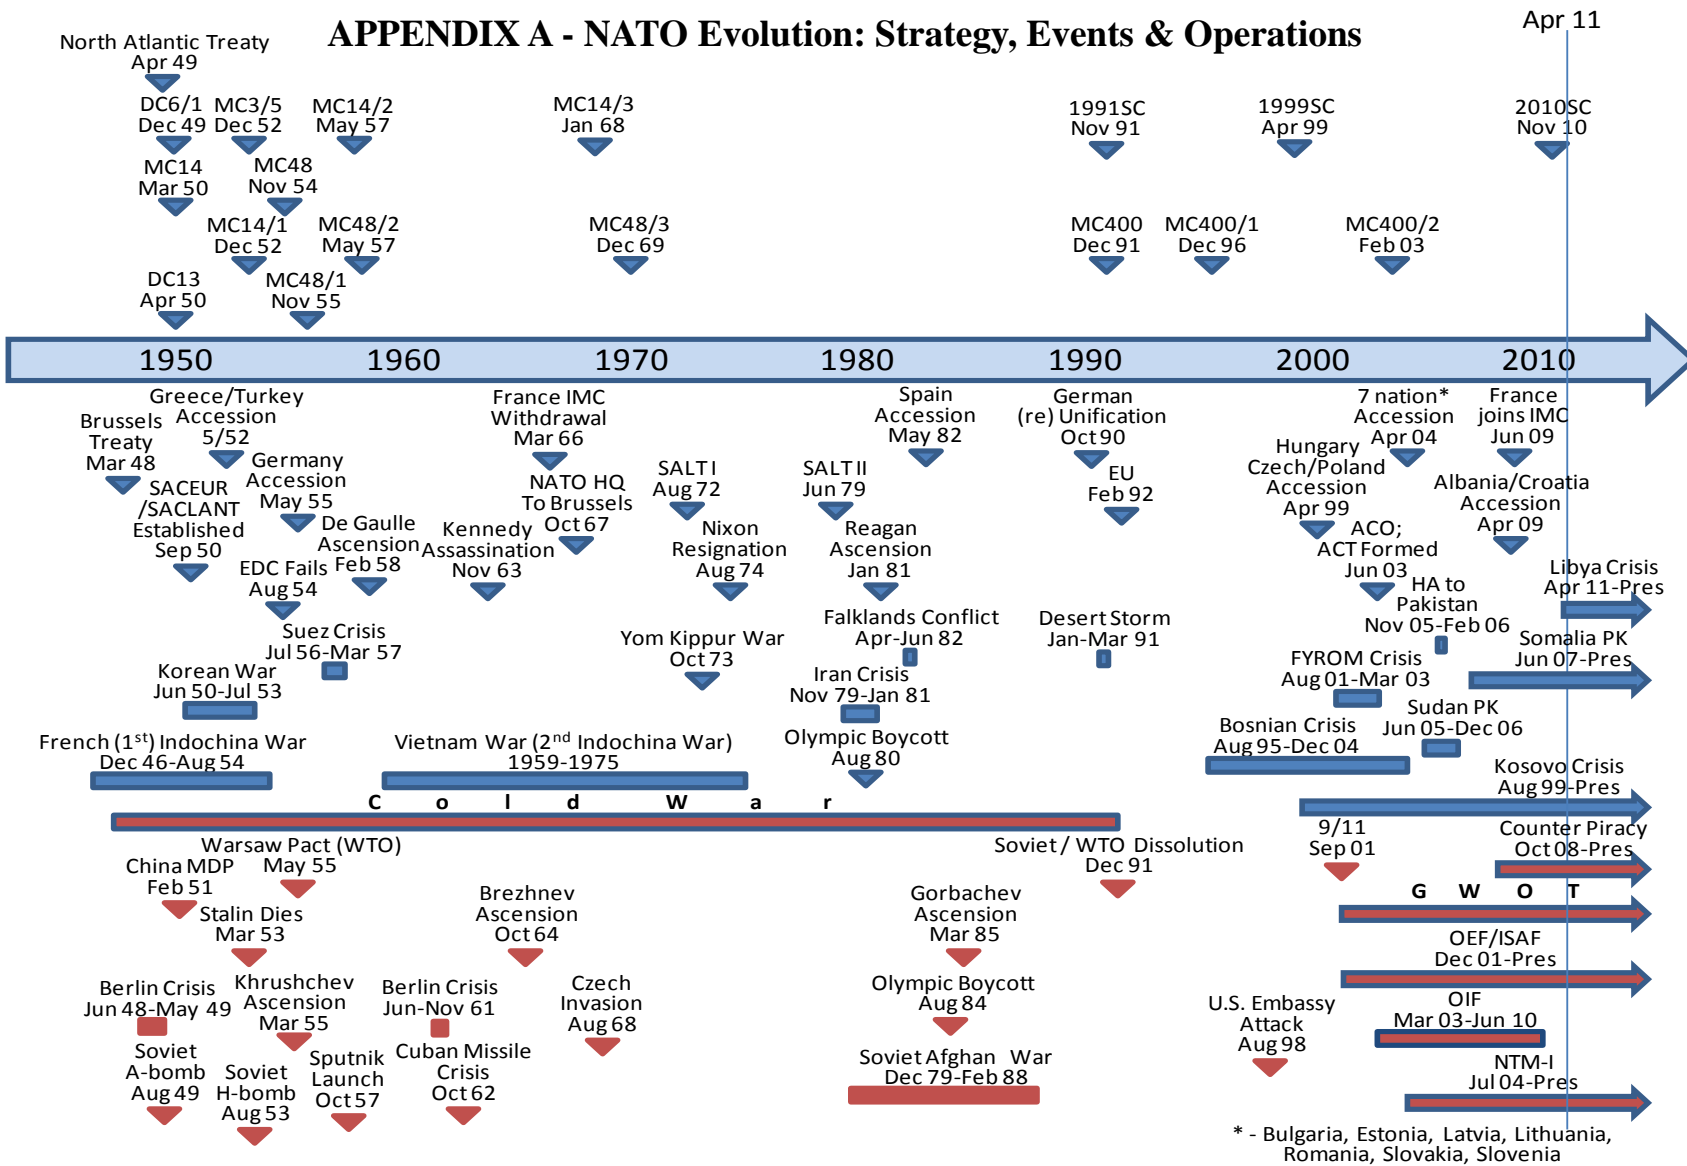 APPENDIX A - NATO Evolution: Strategy, Events & Operations
Apr 11
North Atlantic Treaty
Apr 49
DC6/1
Dec 49
MC3/5
Dec 52
MC14/2
May 57
MC14/3
Jan 68
1991SC
Nov 91
1999SC
Apr 99
2010SC
Nov 10
MC14
Mar 50
MC48
Nov 54
MC14/1
Dec 52
MC48/2
May 57
MC48/3
Dec 69
MC400
Dec 91
MC400/1
Dec 96
MC400/2
Feb 03
DC13
Apr 50
MC48/1
Nov 55
1950 1960 1970 1980 1990 2000 2010
Brussels
Treaty
Mar 48
Greece/Turkey
Accession
5/52
France IMC
Withdrawal
Mar 66
Spain
Accession
May 82
German
(re) Unification
Oct 90
7 nation*
Accession
Apr 04
France
joins IMC
Jun 09
Germany
Accession
May 55
SACEUR
/SACLANT
Established
Sep 50
De Gaulle
Ascension
Feb 58
Kennedy
Assassination
Nov 63
NATO HQ
To Brussels
Oct 67
SALT I
Aug 72
SALT II
Jun 79
EU
Feb 92
Hungary
Czech/Poland
Accession
Apr 99
Albania/Croatia
Accession
Apr 09
Nixon
Resignation
Aug 74
Reagan
Ascension
Jan 81
ACO;
ACT Formed
Jun 03
EDC Fails
Aug 54
Libya Crisis
Apr 11-Pres
HA to
Pakistan
Nov 05-Feb 06
Suez Crisis
Jul 56-Mar 57
Yom Kippur War
Oct 73
Falklands Conflict
Apr-Jun 82
Desert Storm
Jan-Mar 91
Somalia PK
Jun 07-Pres
Korean War
Jun 50-Jul 53
Iran Crisis
Nov 79-Jan 81
FYROM Crisis
Aug 01-Mar 03
Sudan PK
Jun 05-Dec 06
French (1st) Indochina War
Dec 46-Aug 54
Vietnam War (2nd Indochina War)
1959-1975
Olympic Boycott
Aug 80
Bosnian Crisis
Aug 95-Dec 04
Kosovo Crisis
Aug 99-Pres
C o l d W a r
Warsaw Pact (WTO)
May 55
Soviet / WTO Dissolution
Dec 91
9/11
Sep 01
Counter Piracy
Oct 08-Pres
China MDP
Feb 51
G W O T
Stalin Dies
Mar 53
Brezhnev
Ascension
Oct 64
Gorbachev
Ascension
Mar 85
OEF/ISAF
Dec 01-Pres
Berlin Crisis
Jun 48-May 49
Khrushchev
Ascension
Mar 55
Berlin Crisis
Jun-Nov 61
Czech
Invasion
Aug 68
Olympic Boycott
Aug 84
U.S. Embassy
Attack
Aug 98
OIF
Mar 03-Jun 10
Soviet
A-bomb
Aug 49
Soviet
H-bomb
Aug 53
Sputnik
Launch
Oct 57
Cuban Missile
Crisis
Oct 62
Soviet Afghan War
Dec 79-Feb 88
NTM-I
Jul 04-Pres
* - Bulgaria, Estonia, Latvia, Lithuania,
Romania, Slovakia, Slovenia